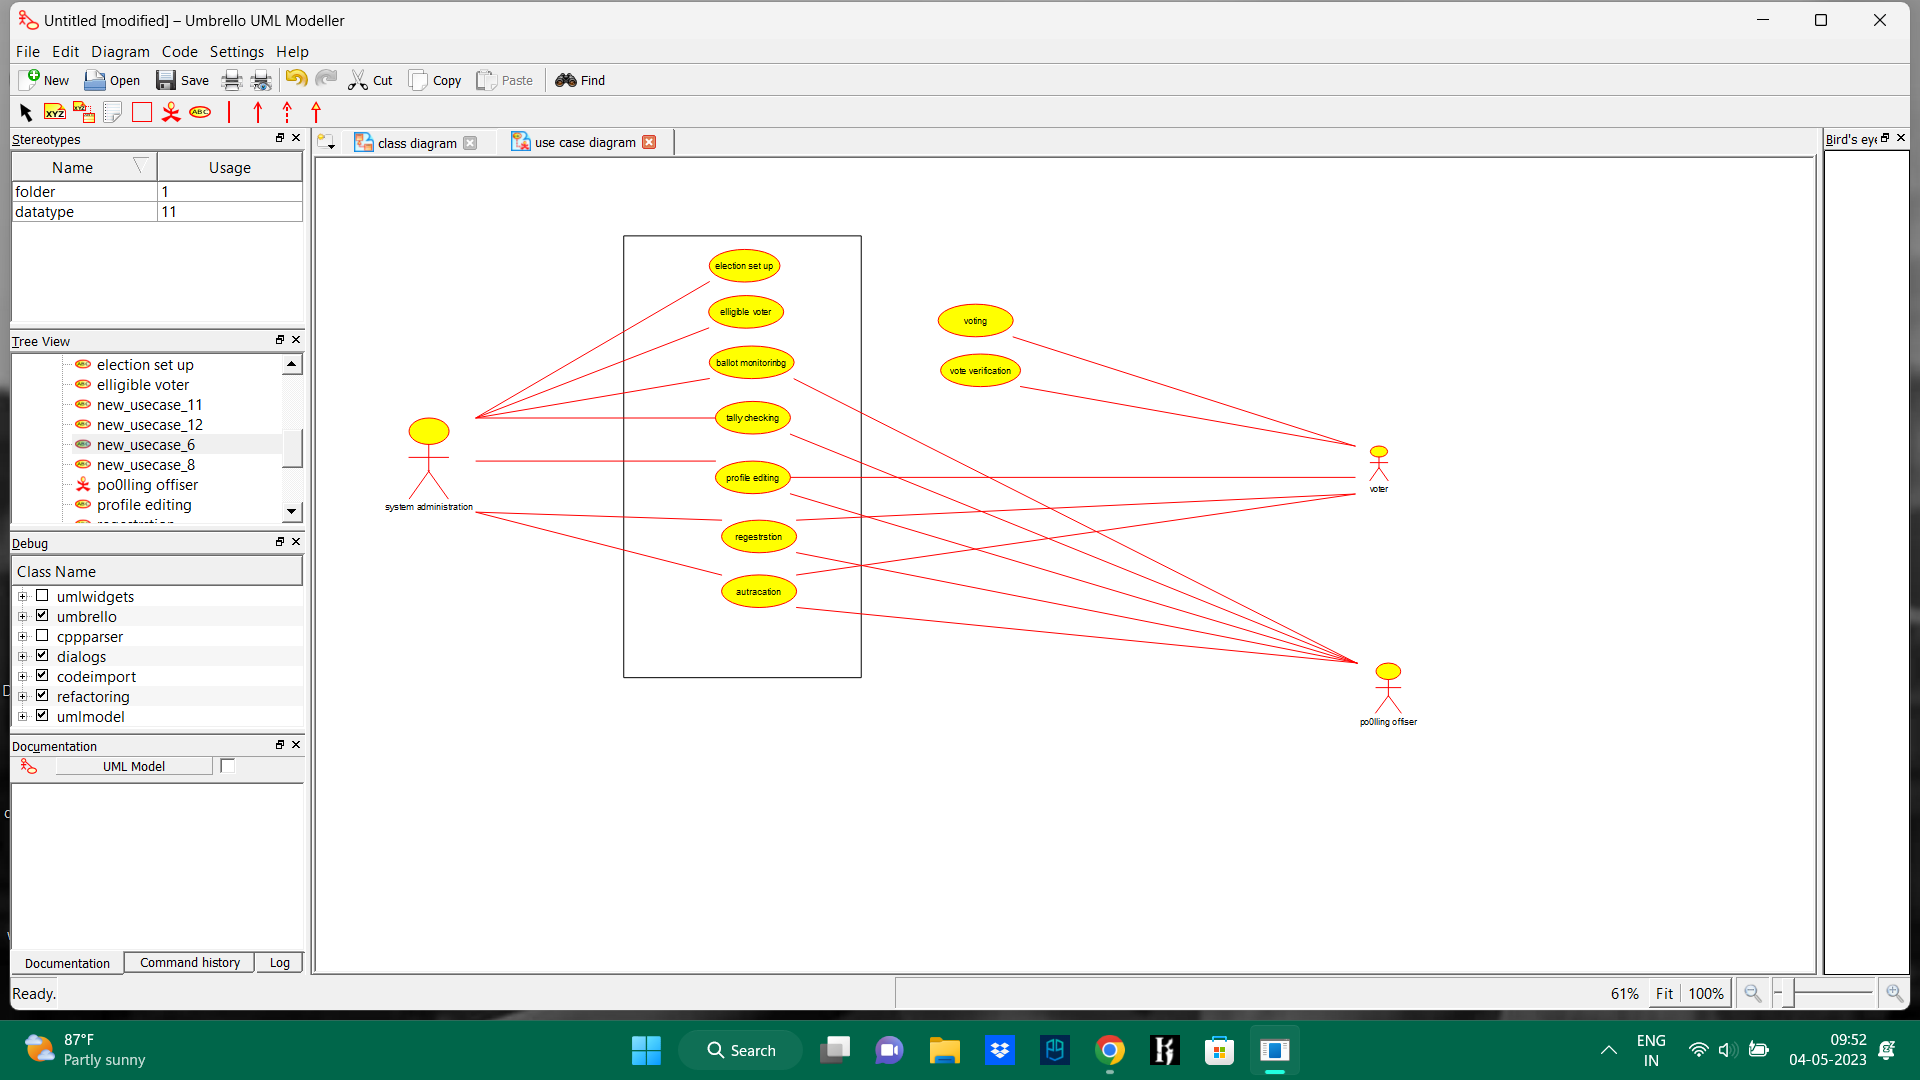 Untitled [modified] – Umbrello UML Modeller
File Edit Diagram Code Settings Help
New Open Save Cut Copy Paste Find
XYZ XYZ ABC
Stereotypes
Name Usage
folder 1
datatype 11
Tree View
election set up
elligible voter
new_usecase_11
new_usecase_12
new_usecase_6
new_usecase_8
po0lling offiser
profile editing
Debug
Class Name
umlwidgets
umbrello
cppparser
dialogs
codeimport
refactoring
umlmodel
Documentation
UML Model
Documentation Command history Log
class diagram use case diagram
Bird's eye
election set up
elligible voter
ballot monitorinbg
tally checking
profile editing
regestrstion
autracation
voting
vote verification
system administration
voter
po0lling offiser
Ready.
61% Fit 100%
87°F
Partly sunny
Search
ENG
IN
09:52
04-05-2023